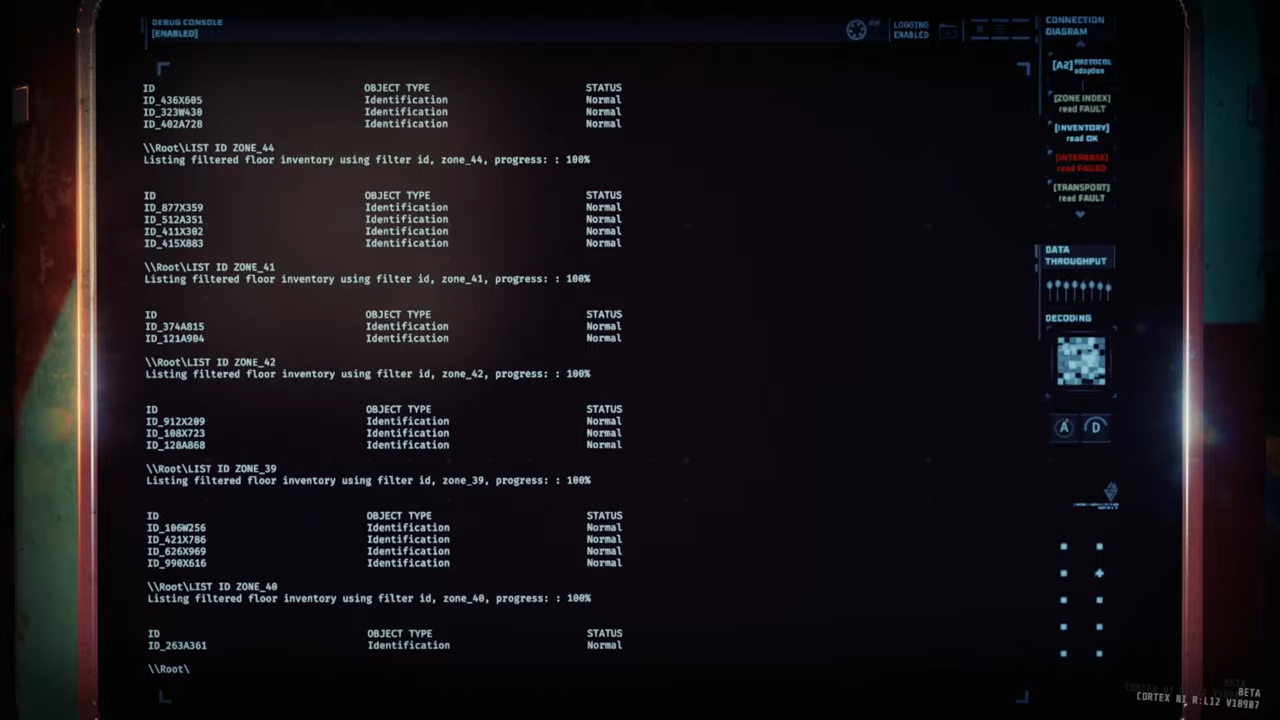 DEBUG CONSOLE
[ENABLED]
LOGGING
ENABLED
ID OBJECT TYPE STATUS
ID_436X605 Identification Normal
ID_323W430 Identification Normal
ID_402A728 Identification Normal
\\Root\LIST ID ZONE_44
Listing filtered floor inventory using filter id, zone_44, progress: : 100%
ID OBJECT TYPE STATUS
ID_877X359 Identification Normal
ID_512A351 Identification Normal
ID_411X302 Identification Normal
ID_415X883 Identification Normal
\\Root\LIST ID ZONE_41
Listing filtered floor inventory using filter id, zone_41, progress: : 100%
ID OBJECT TYPE STATUS
ID_374A815 Identification Normal
ID_121A904 Identification Normal
\\Root\LIST ID ZONE_42
Listing filtered floor inventory using filter id, zone_42, progress: : 100%
ID OBJECT TYPE STATUS
ID_912X209 Identification Normal
ID_108X723 Identification Normal
ID_128A868 Identification Normal
\\Root\LIST ID ZONE_39
Listing filtered floor inventory using filter id, zone_39, progress: : 100%
ID OBJECT TYPE STATUS
ID_106W256 Identification Normal
ID_421X786 Identification Normal
ID_626X969 Identification Normal
ID_990X616 Identification Normal
\\Root\LIST ID ZONE_40
Listing filtered floor inventory using filter id, zone_40, progress: : 100%
ID OBJECT TYPE STATUS
ID_263A361 Identification Normal
\\Root\
CONNECTION
DIAGRAM
[A2] PROTOCOL
adoption
[ZONE INDEX]
read FAULT
[INVENTORY]
read OK
[INTERBASE]
read FAILED
[TRANSPORT]
read FAULT
DATA
THROUGHPUT
DECODING
A D
BETA
CORTEX NI R:L12 V18907